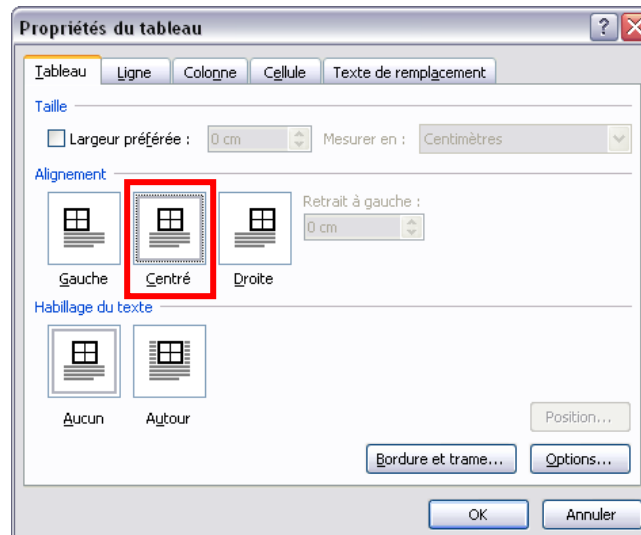 Propriétés du tableau
Tableau Ligne Colonne Cellule Texte de remplacement
Taille
Largeur préférée : 0 cm Mesurer en : Centimètres
Alignement
Retrait à gauche :
0 cm
Gauche Centré Droite
Habillage du texte
Aucun Autour Position...
Bordure et trame... Options...
OK Annuler